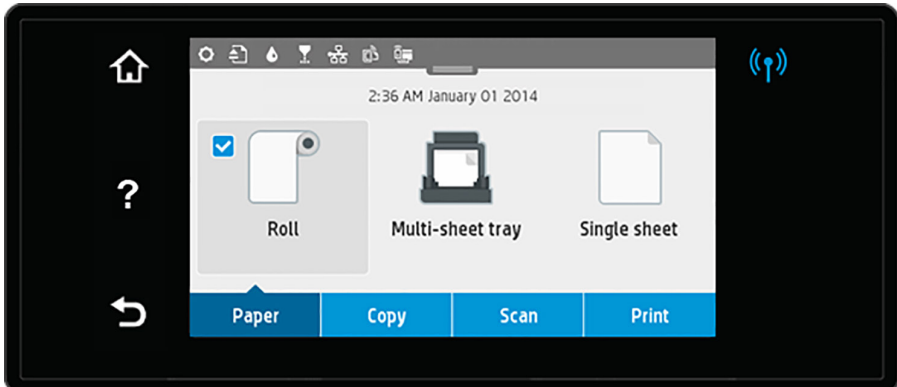 2:36 AM January 01 2014
Roll Multi-sheet tray Single sheet
Paper Copy Scan Print
?